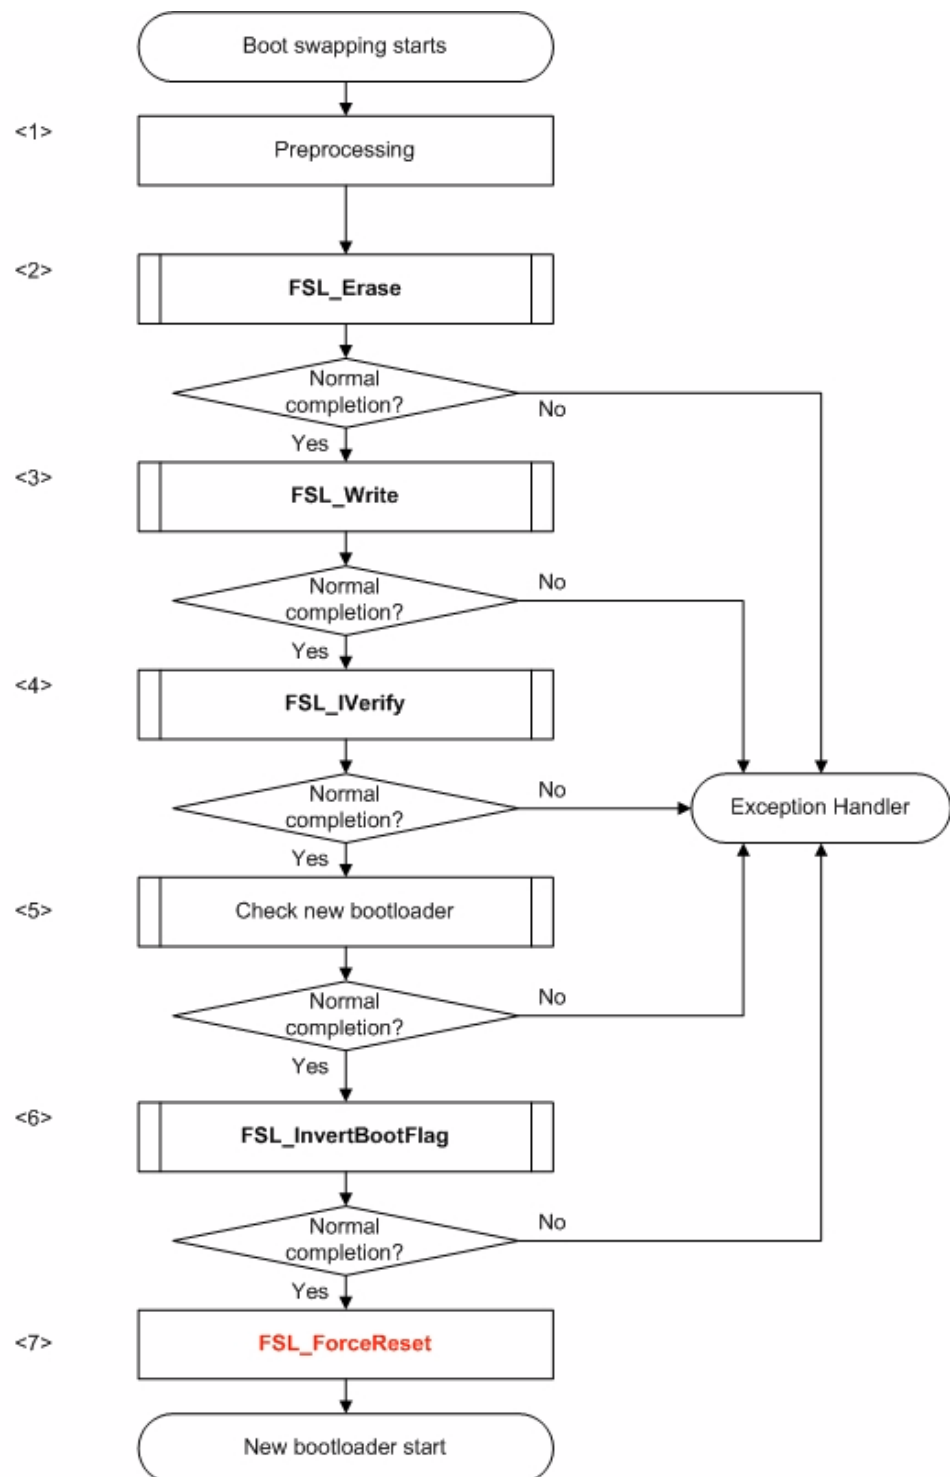 Boot swapping starts
<1>
Preprocessing
<2>
FSL_Erase
Normal
completion?
No
Yes
<3>
FSL_Write
Normal
completion?
No
Yes
<4>
FSL_IVerify
Normal
completion?
No
Exception Handler
Yes
<5>
Check new bootloader
Normal
completion?
No
Yes
<6>
FSL_InvertBootFlag
Normal
completion?
No
Yes
<7>
FSL_ForceReset
New bootloader start